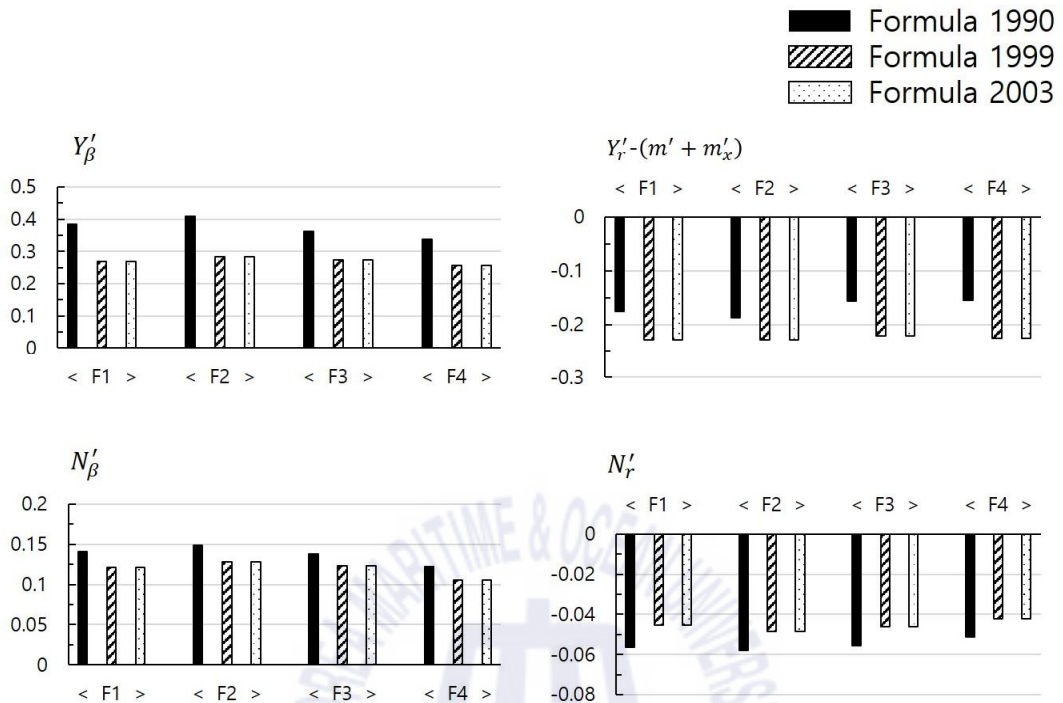 Formula 1990
Formula 1999
Formula 2003
Y′β
0.5
0.4
0.3
0.2
0.1
0
< F1 > < F2 > < F3 > < F4 >
Y′r-(m′ + m′x)
< F1 > < F2 > < F3 > < F4 >
0
-0.1
-0.2
-0.3
N′β
0.2
0.15
0.1
0.05
0
< F1 > < F2 > < F3 > < F4 >
N′r
< F1 > < F2 > < F3 > < F4 >
0
-0.02
-0.04
-0.06
-0.08
MARITIME & OCEAN